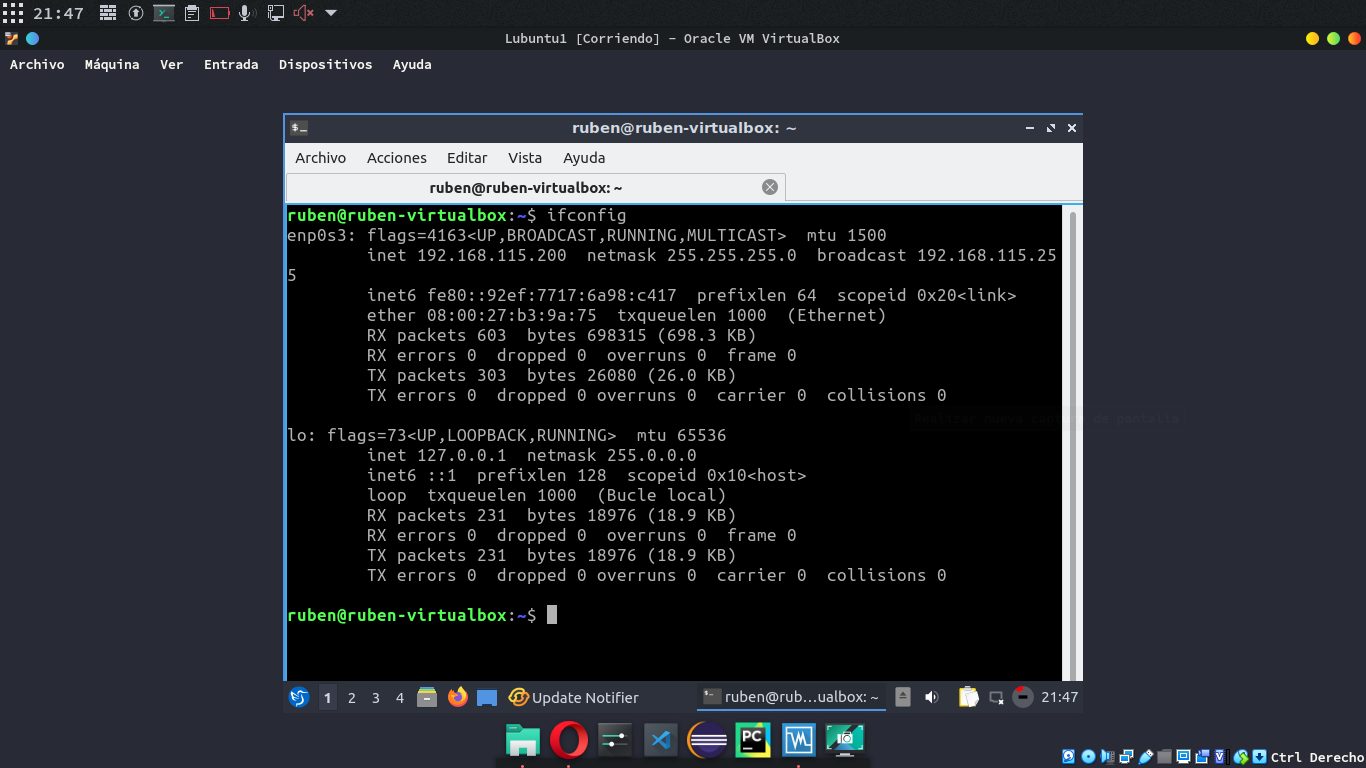 21:47
Lubuntu1 [Corriendo] - Oracle VM VirtualBox
Archivo Máquina Ver Entrada Dispositivos Ayuda
ruben@ruben-virtualbox: ~
Archivo Acciones Editar Vista Ayuda
ruben@ruben-virtualbox: ~
ruben@ruben-virtualbox:~$ ifconfig
enp0s3: flags=4163<UP,BROADCAST,RUNNING,MULTICAST>  mtu 1500
        inet 192.168.115.200  netmask 255.255.255.0  broadcast 192.168.115.25
5
        inet6 fe80::92ef:7717:6a98:c417  prefixlen 64  scopeid 0x20<link>
        ether 08:00:27:b3:9a:75  txqueuelen 1000  (Ethernet)
        RX packets 603  bytes 698315 (698.3 KB)
        RX errors 0  dropped 0  overruns 0  frame 0
        TX packets 303  bytes 26080 (26.0 KB)
        TX errors 0  dropped 0 overruns 0  carrier 0  collisions 0
Realizar nueva captura de pantalla
lo: flags=73<UP,LOOPBACK,RUNNING>  mtu 65536
        inet 127.0.0.1  netmask 255.0.0.0
        inet6 ::1  prefixlen 128  scopeid 0x10<host>
        loop  txqueuelen 1000  (Bucle local)
        RX packets 231  bytes 18976 (18.9 KB)
        RX errors 0  dropped 0  overruns 0  frame 0
        TX packets 231  bytes 18976 (18.9 KB)
        TX errors 0  dropped 0 overruns 0  carrier 0  collisions 0
ruben@ruben-virtualbox:~$
1 2 3 4 Update Notifier ruben@rub...ualbox: ~ 21:47
PC
Ctrl Derecho